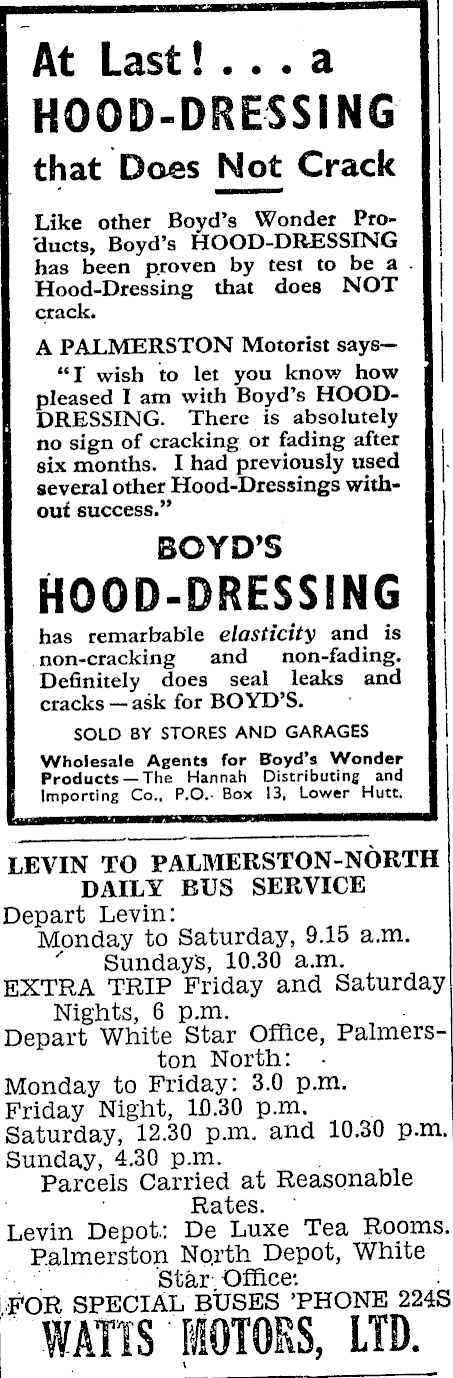 At Last! . . . a
HOOD-DRESSING
that Does Not Crack
Like other Boyd's Wonder Pro-
ducts, Boyd's HOOD-DRESSING
has been proven by test to be a
Hood-Dressing that does NOT
crack.
A PALMERSTON Motorist says—
"I wish to let you know how
pleased I am with Boyd's HOOD-
DRESSING. There is absolutely
no sign of cracking or fading after
six months. I had previously used
several other Hood-Dressings with-
out success."
BOYD'S
HOOD-DRESSING
has remarbable elasticity and is
non-cracking and non-fading.
Definitely does seal leaks and
cracks — ask for BOYD'S.
SOLD BY STORES AND GARAGES
Wholesale Agents for Boyd's Wonder
Products — The Hannah Distributing and
Importing Co., P.O. Box 13, Lower Hutt.
LEVIN TO PALMERSTON-NORTH
DAILY BUS SERVICE
Depart Levin:
Monday to Saturday, 9.15 a.m.
Sundays, 10.30 a.m.
EXTRA TRIP Friday and Saturday
Nights, 6 p.m.
Depart White Star Office, Palmers-
ton North:
Monday to Friday: 3.0 p.m.
Friday Night, 10.30 p.m.
Saturday, 12.30 p.m. and 10.30 p.m.
Sunday, 4.30 p.m.
Parcels Carried at Reasonable
Rates.
Levin Depot: De Luxe Tea Rooms.
Palmerston North Depot, White
Star Office.
FOR SPECIAL BUSES 'PHONE 224S
WATTS MOTORS, LTD.